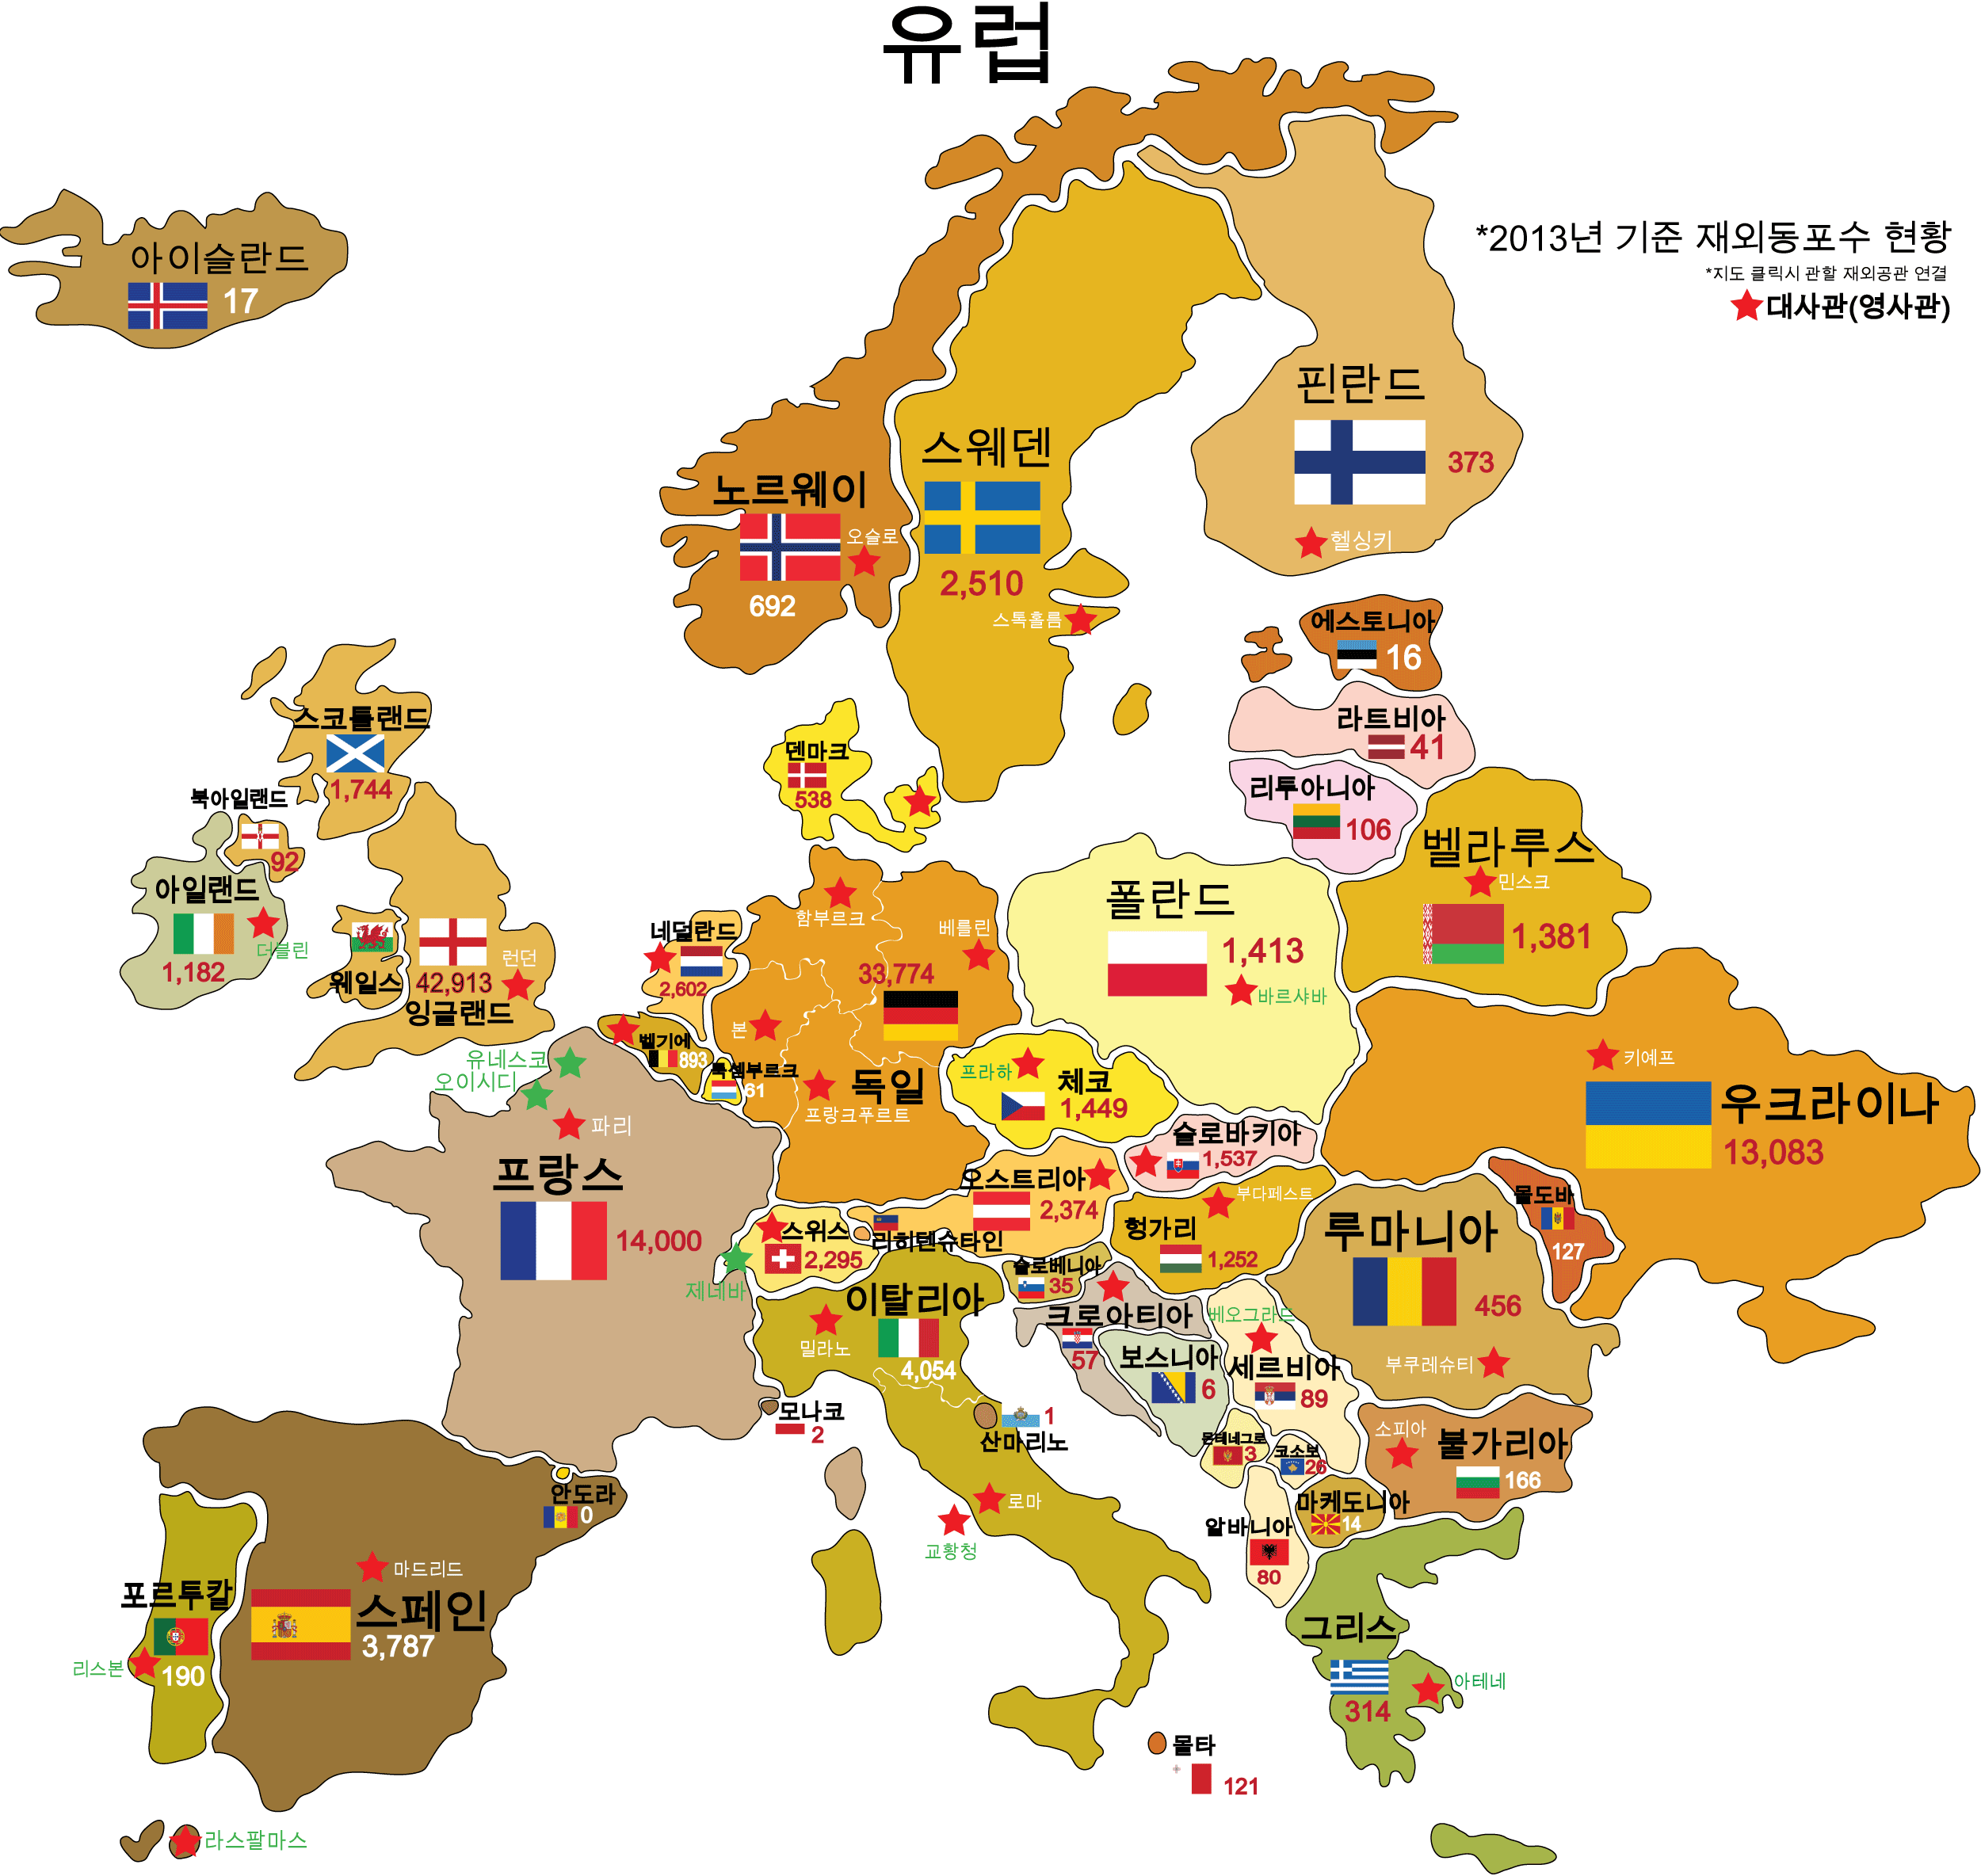 유럽
*2013년 기준 재외동포수 현황
*지도 클릭시 관할 재외공관 연결
대사관(영사관)
아이슬란드
17
핀란드
373
헬싱키
스웨덴
2,510
스톡홀름
노르웨이
오슬로
692
에스토니아
16
라트비아
41
리투아니아
106
스코틀랜드
1,744
북아일랜드
92
아일랜드
더블린
1,182
웨일스
런던
42,913
잉글랜드
덴마크
538
네덜란드
2,602
함부르크
베를린
33,774
본
독일
프랑크푸르트
폴란드
1,413
바르샤바
벨라루스
민스크
1,381
키예프
우크라이나
13,083
벨기에
893
룩셈부르크
61
유네스코
오이시디
파리
프랑스
14,000
프라하
체코
1,449
슬로바키아
1,537
오스트리아
2,374
리히텐슈타인
스위스
2,295
제네바
부다페스트
헝가리
1,252
몰도바
127
루마니아
456
부쿠레슈티
슬로베니아
35
크로아티아
57
이탈리아
밀라노
4,054
보스니아
6
베오그라드
세르비아
89
모나코
2
1
산마리노
몬테네그로
3
코소보
26
소피아
불가리아
166
마케도니아
14
알바니아
80
로마
교황청
안도라
0
마드리드
스페인
3,787
포르투칼
리스본
190
그리스
314
아테네
몰타
121
라스팔마스